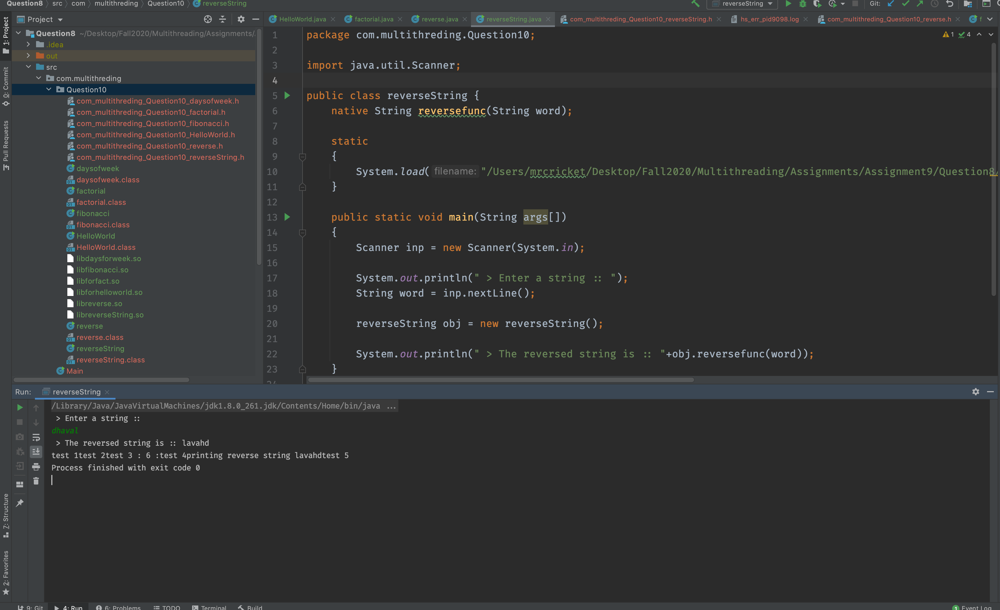 Question8 > src > com > multithreding > Question10 > reverseString
reverseString
Git:
1: Project
0: Commit
Pull Requests
Z: Structure
2: Favorites
Project
HelloWorld.java
factorial.java
reverse.java
reverseString.java
com_multithreding_Question10_reverseString.h
hs_err_pid9098.log
com_multithreding_Question10_reverse.h
f
Question8 ~/Desktop/Fall2020/Multithreading/Assignments/
.idea
out
src
com.multithreding
Question10
com_multithreding_Question10_daysofweek.h
com_multithreding_Question10_factorial.h
com_multithreding_Question10_fibonacci.h
com_multithreding_Question10_HelloWorld.h
com_multithreding_Question10_reverse.h
com_multithreding_Question10_reverseString.h
daysofweek
daysofweek.class
factorial
factorial.class
fibonacci
fibonacci.class
HelloWorld
HelloWorld.class
libdaysforweek.so
libfibonacci.so
libforfact.so
libforhelloworld.so
libreverse.so
libreverseString.so
reverse
reverse.class
reverseString
reverseString.class
Main
1 4
1 package com.multithreding.Question10;
2
3 import java.util.Scanner;
4
5 public class reverseString {
6 native String reversefunc(String word);
7
8 static
9 {
10 System.load( filename: "/Users/mrcricket/Desktop/Fall2020/Multithreading/Assignments/Assignment9/Question8/
11 }
12
13 public static void main(String args[])
14 {
15 Scanner inp = new Scanner(System.in);
16
17 System.out.println(" > Enter a string :: ");
18 String word = inp.nextLine();
19
20 reverseString obj = new reverseString();
21
22 System.out.println(" > The reversed string is :: "+obj.reversefunc(word));
23 }
24
Run: reverseString
/Library/Java/JavaVirtualMachines/jdk1.8.0_261.jdk/Contents/Home/bin/java ...
> Enter a string ::
dhaval
> The reversed string is :: lavahd
test 1test 2test 3 : 6 :test 4printing reverse string lavahdtest 5
Process finished with exit code 0
9: Git
4: Run
6: Problems
TODO
Terminal
Build
1 Event Log